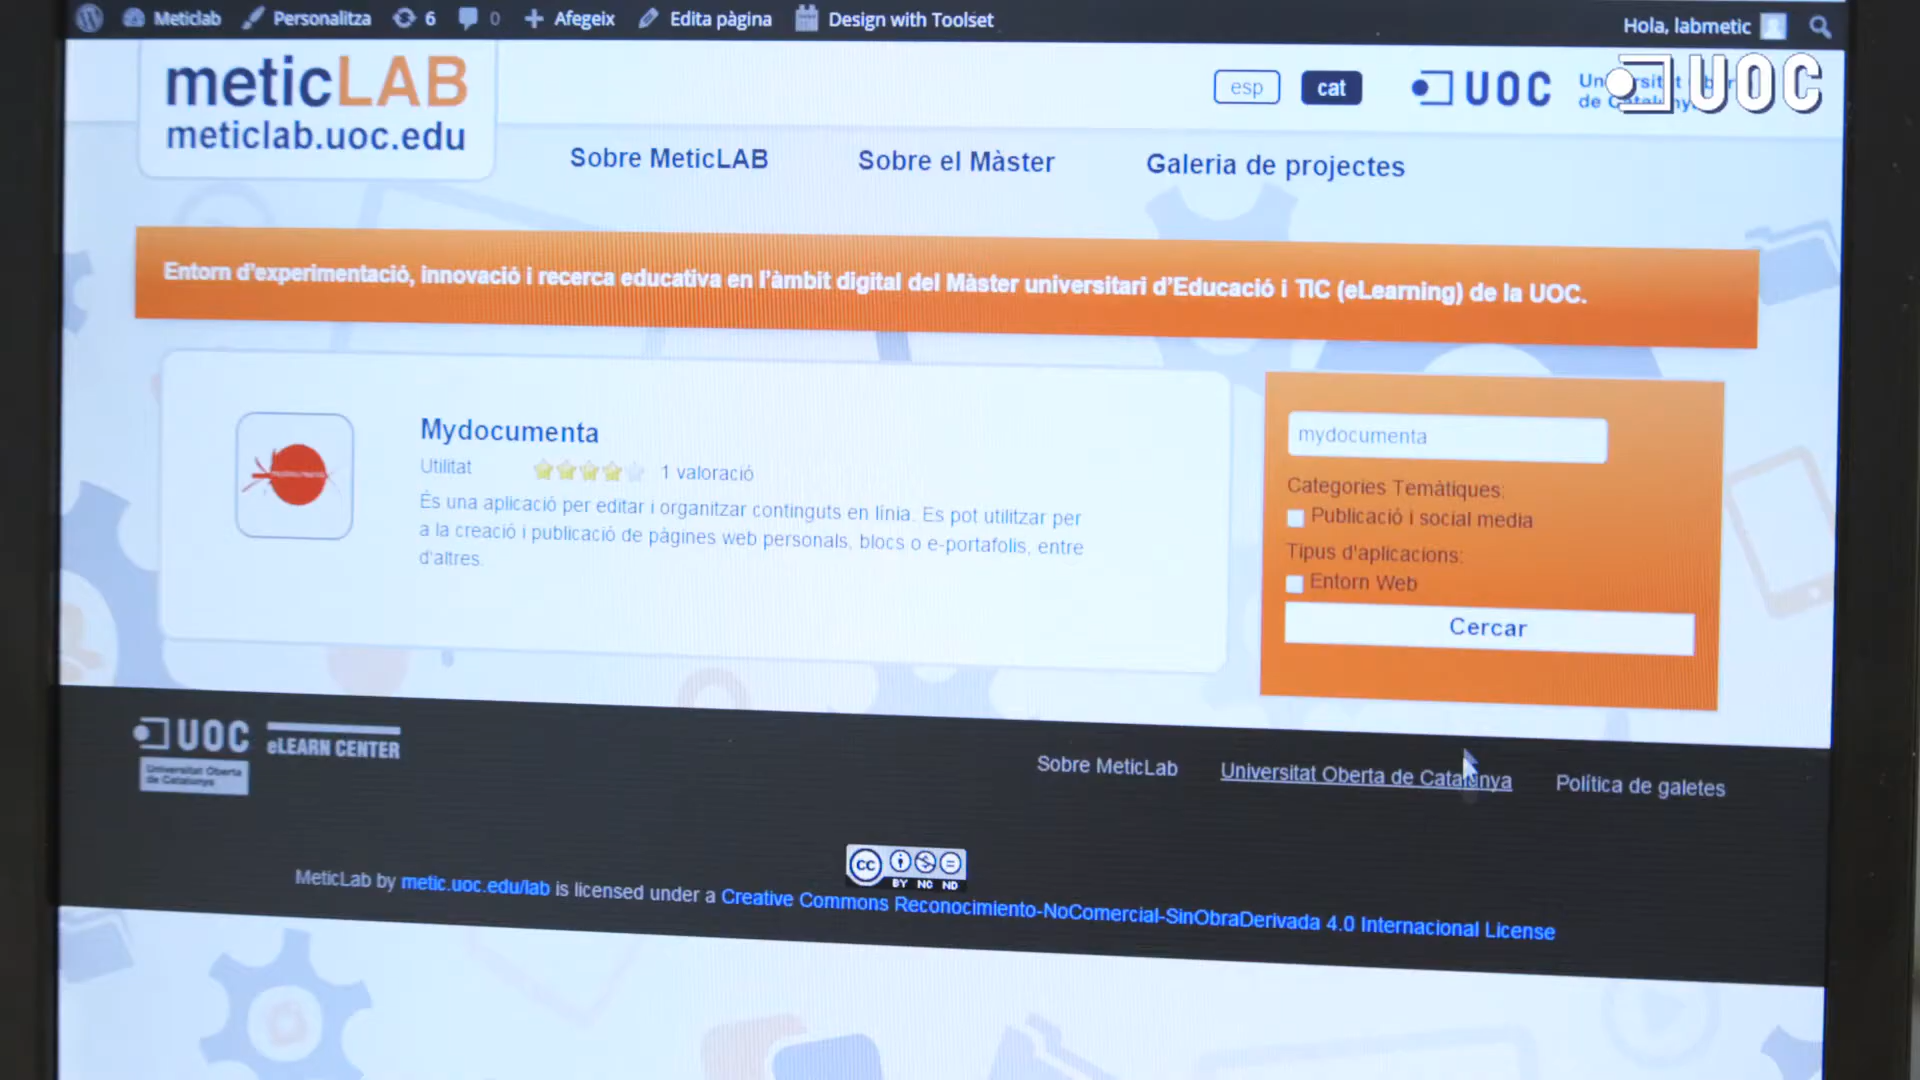 Meticlab Personalitza 6 0 Afegeix Edita pàgina Design with Toolset Hola, labmetic
meticLAB
meticlab.uoc.edu
esp cat UOC
UOC
Sobre MeticLAB Sobre el Màster Galeria de projectes
Entorn d'experimentació, innovació i recerca educativa en l'àmbit digital del Màster universitari d'Educació i TIC (eLearning) de la UOC.
Mydocumenta
Utilitat 1 valoració
És una aplicació per editar i organitzar continguts en línia. Es pot utilitzar per
a la creació i publicació de pàgines web personals, blocs o e-portafolis, entre
d'altres.
mydocumenta
Categories Temàtiques:
Publicació i social media
Tipus d'aplicacions:
Entorn Web
Cercar
UOC eLEARN CENTER
Universitat Oberta
de Catalunya
Sobre MeticLab Universitat Oberta de Catalunya Política de galetes
cc BY NC ND
MeticLab by metic.uoc.edu/lab is licensed under a Creative Commons Reconocimiento-NoComercial-SinObraDerivada 4.0 Internacional License